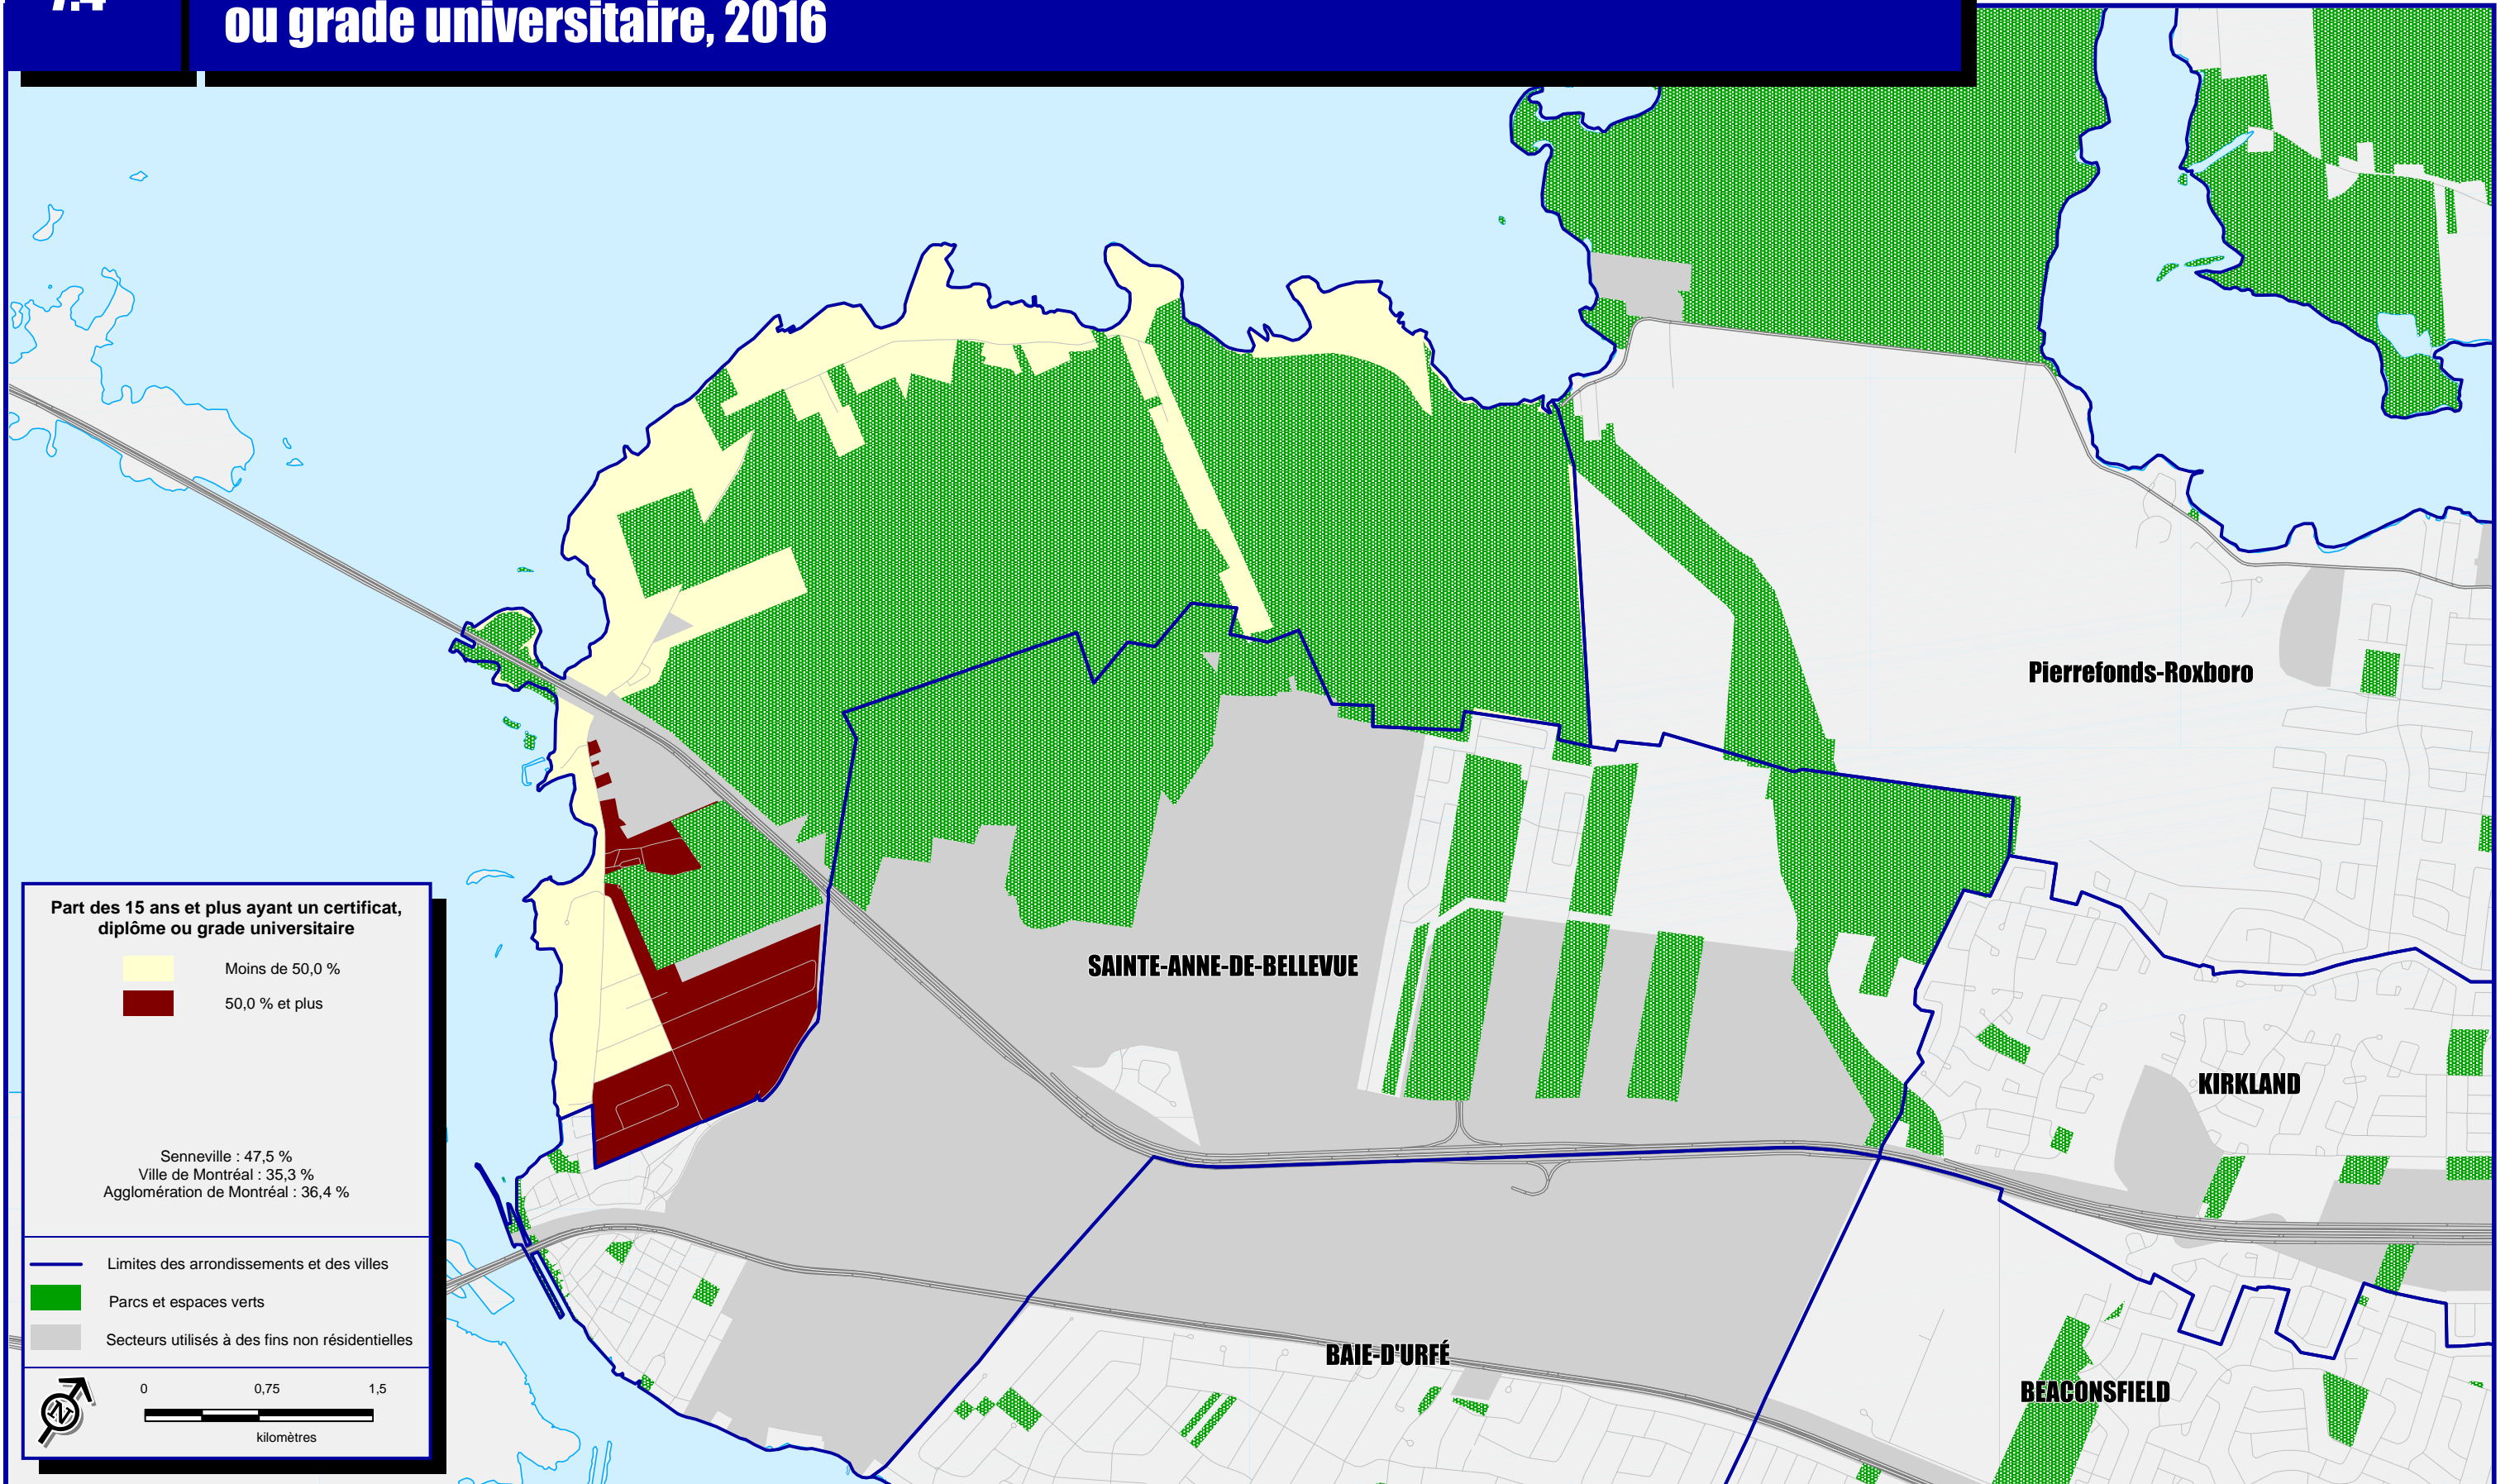 7.4
ou grade universitaire, 2016
Pierrefonds-Roxboro
SAINTE-ANNE-DE-BELLEVUE
KIRKLAND
BAIE-D'URFÉ
BEACONSFIELD
Part des 15 ans et plus ayant un certificat,
diplôme ou grade universitaire
Moins de 50,0 %
50,0 % et plus
Senneville : 47,5 %
Ville de Montréal : 35,3 %
Agglomération de Montréal : 36,4 %
Limites des arrondissements et des villes
Parcs et espaces verts
Secteurs utilisés à des fins non résidentielles
N
0 0,75 1,5
kilomètres